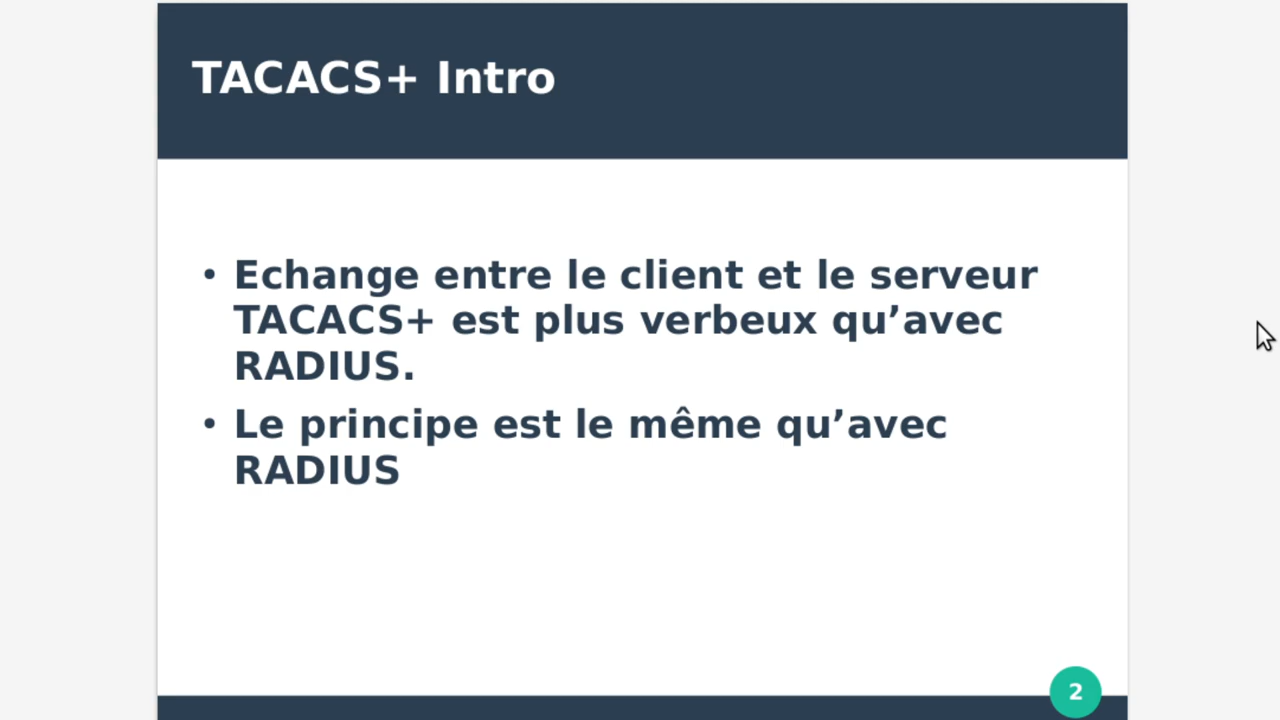 TACACS+ Intro
• Echange entre le client et le serveur
TACACS+ est plus verbeux qu’avec
RADIUS.
• Le principe est le même qu’avec
RADIUS
2